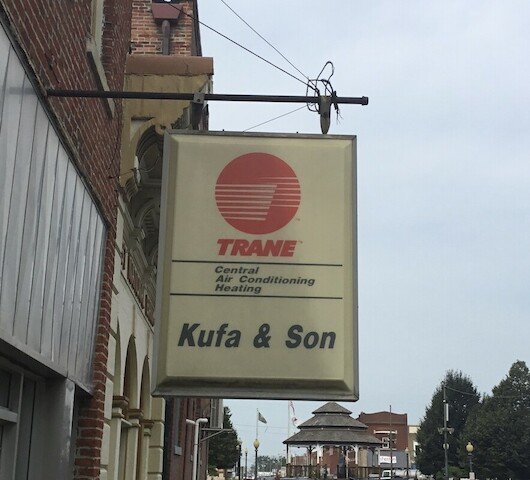 TRANE
Central
Air Conditioning
Heating
Kufa & Son